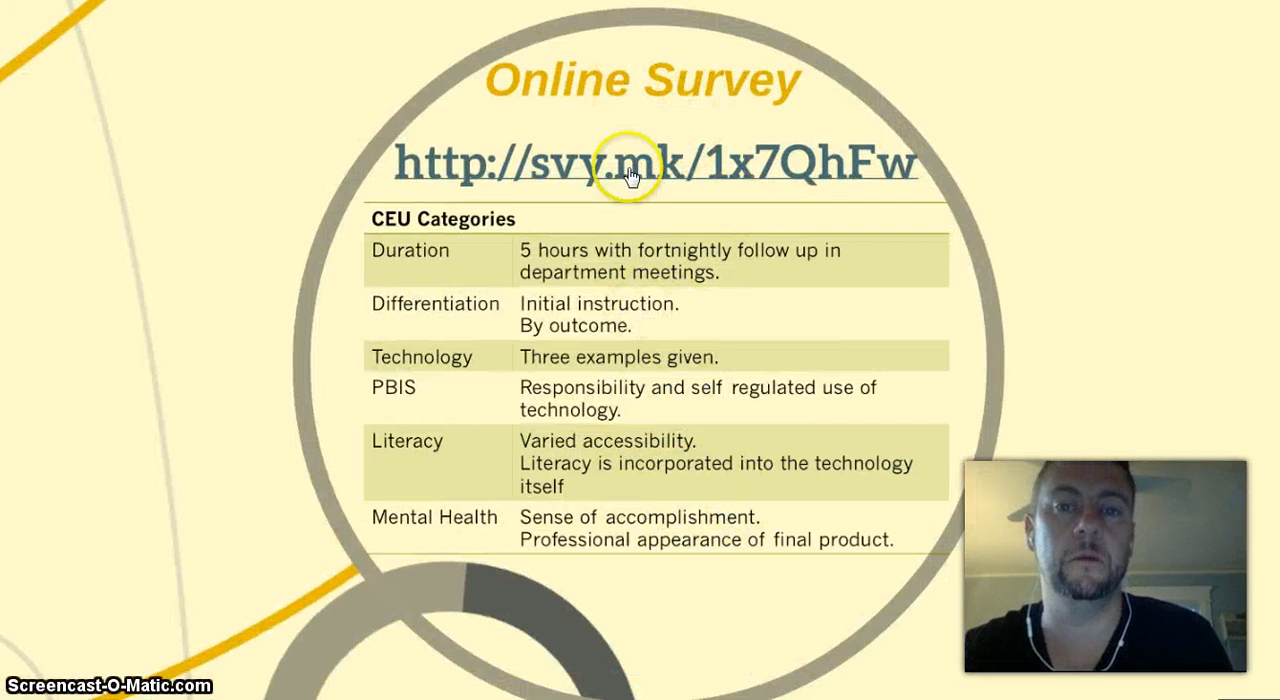 Online Survey
http://svy.mk/1x7QhFw
CEU Categories
Duration 5 hours with fortnightly follow up in
department meetings.
Differentiation Initial instruction.
By outcome.
Technology Three examples given.
PBIS Responsibility and self regulated use of
technology.
Literacy Varied accessibility.
Literacy is incorporated into the technology
itself
Mental Health Sense of accomplishment.
Professional appearance of final product.
Screencast-O-Matic.com